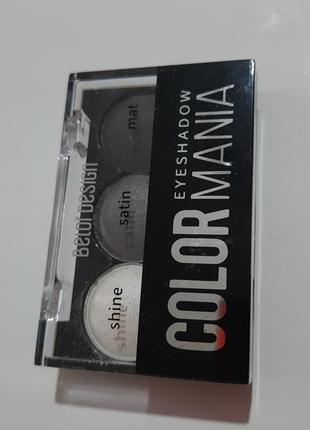 Belor Design
shine
satin
mat
EYESHADOW
COLOR MANIA